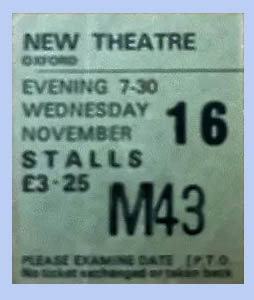 NEW THEATRE
OXFORD
EVENING 7-30
WEDNESDAY 16
NOVEMBER
STALLS
£3·25
M43
PLEASE EXAMINE DATE [P.T.O.
No ticket exchanged or taken back